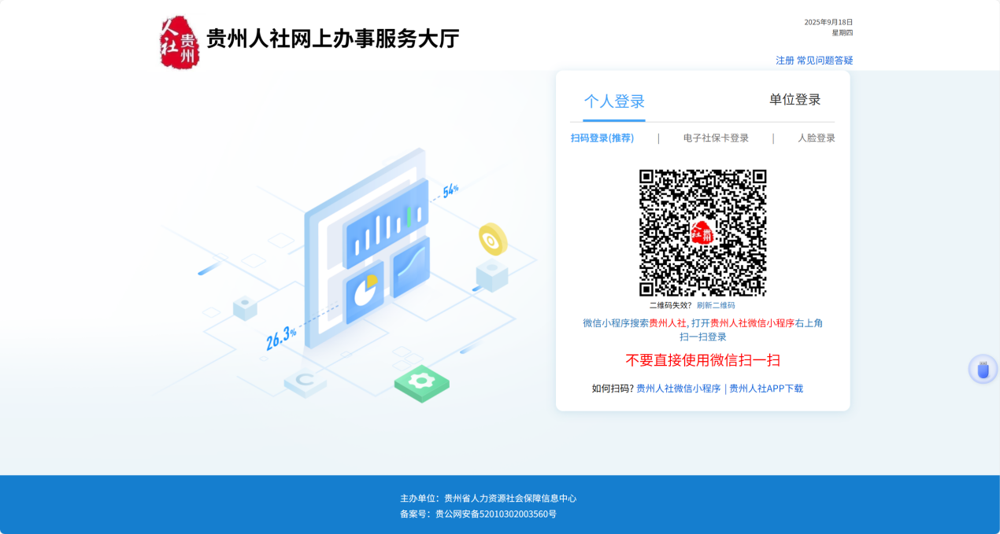 人社
贵州
贵州人社网上办事服务大厅
2025年9月18日
星期四
注册 常见问题答疑
个人登录
单位登录
扫码登录(推荐) | 电子社保卡登录 | 人脸登录
54%
26.3%
C
人社 贵州
二维码失效? 刷新二维码
微信小程序搜索贵州人社, 打开贵州人社微信小程序右上角
扫一扫登录
不要直接使用微信扫一扫
如何扫码? 贵州人社微信小程序 | 贵州人社APP下载
主办单位：贵州省人力资源社会保障信息中心
备案号：贵公网安备52010302003560号